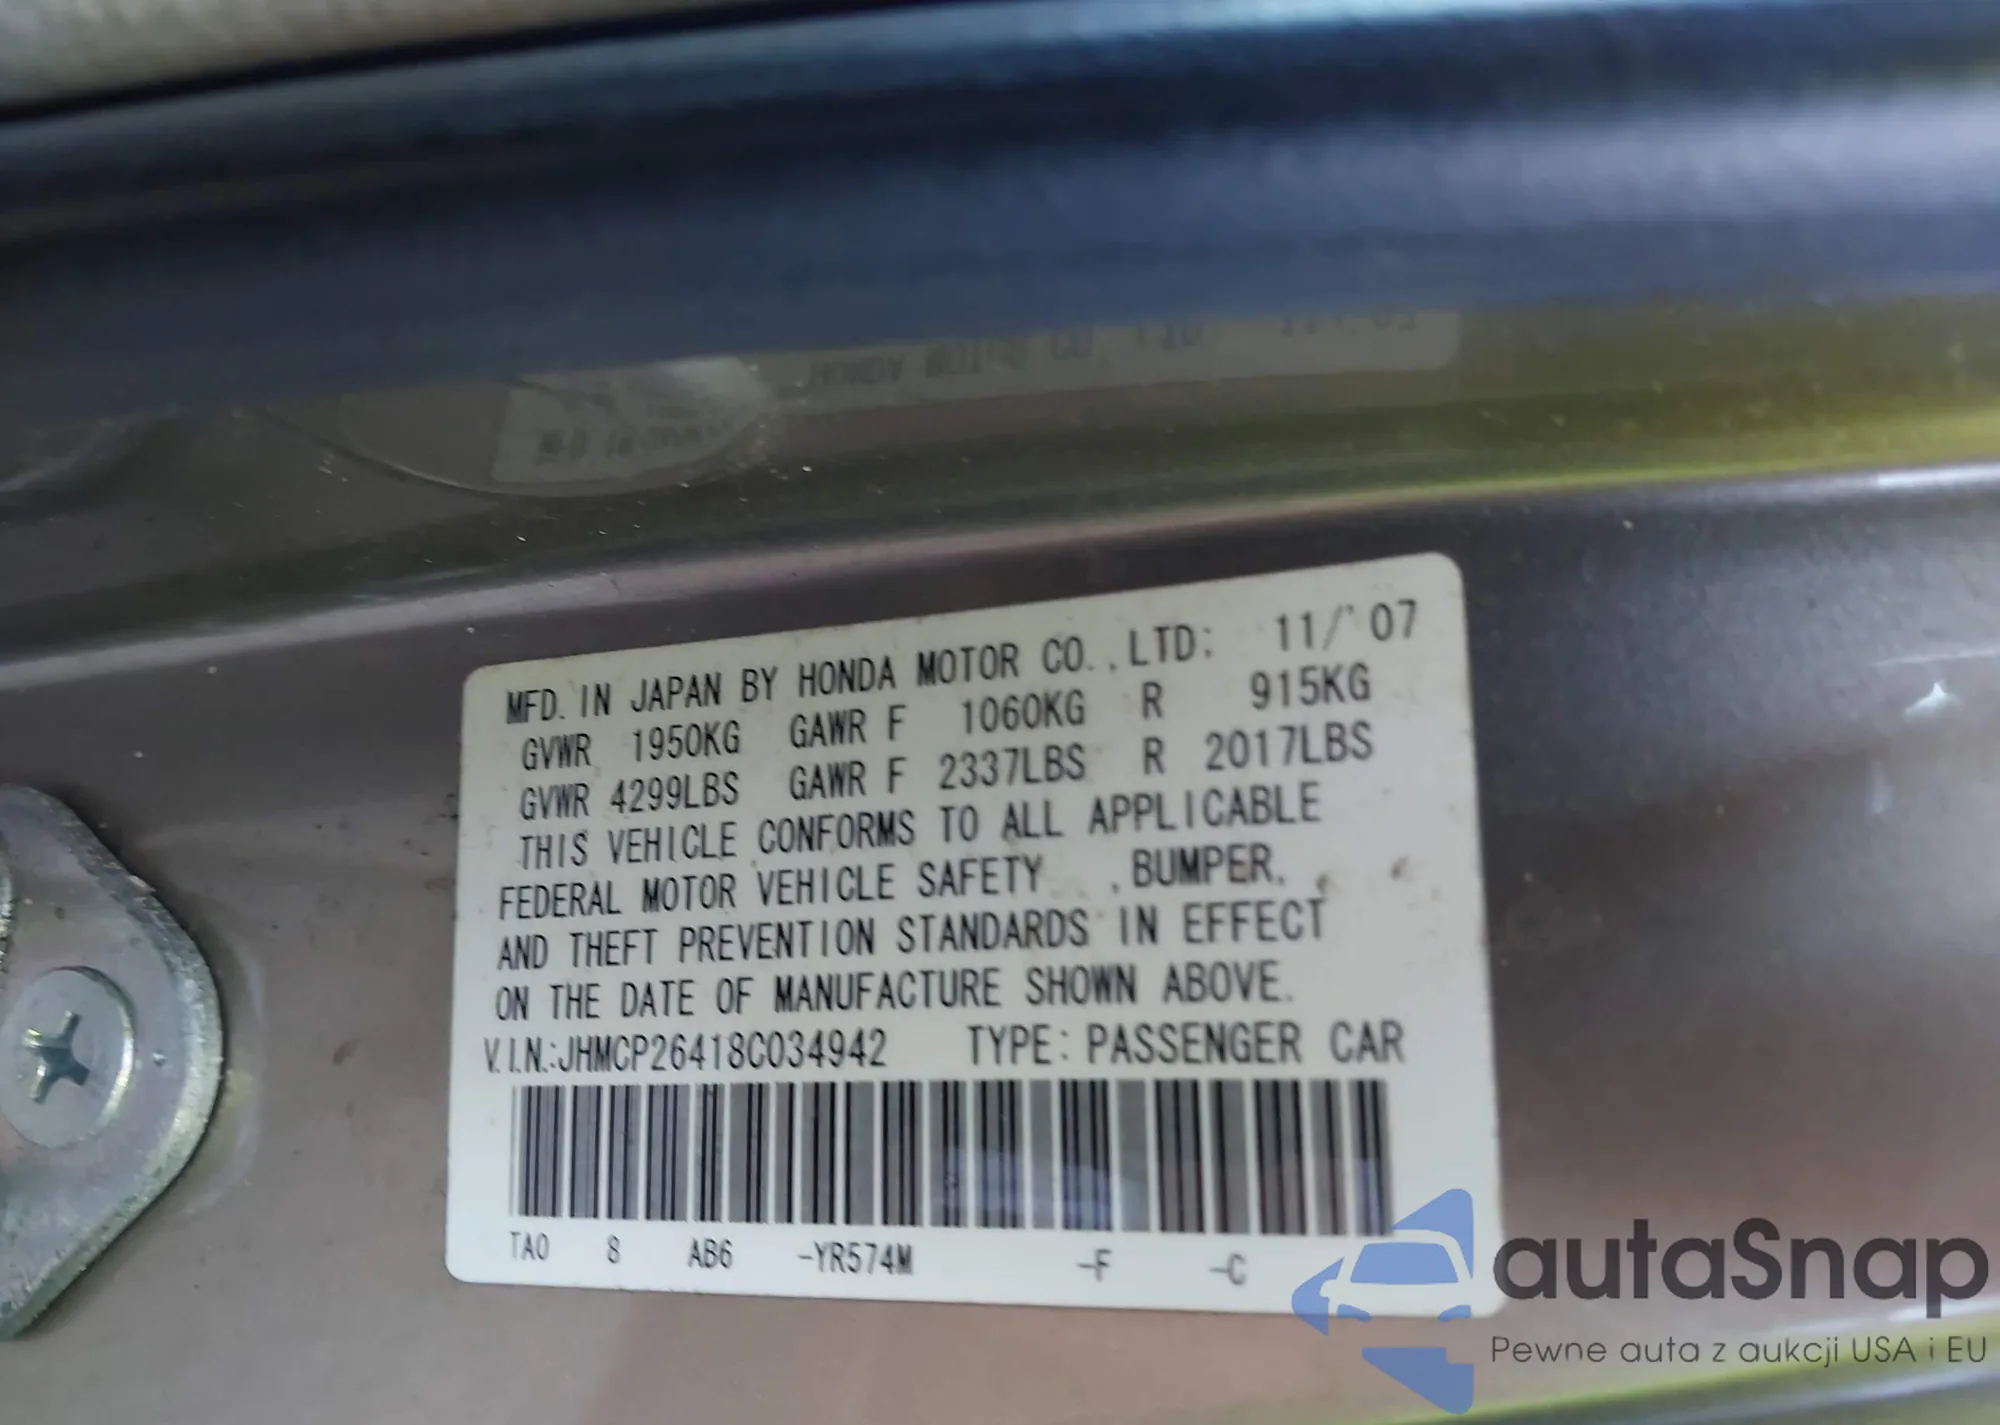 MFD. IN JAPAN BY HONDA MOTOR CO., LTD: 11/'07
GVWR 1950KG GAWR F 1060KG R 915KG
GVWR 4299LBS GAWR F 2337LBS R 2017LBS
THIS VEHICLE CONFORMS TO ALL APPLICABLE
FEDERAL MOTOR VEHICLE SAFETY , BUMPER,
AND THEFT PREVENTION STANDARDS IN EFFECT
ON THE DATE OF MANUFACTURE SHOWN ABOVE.
V.I.N.:JHMCP26418C034942 TYPE: PASSENGER CAR
TA0 8 AB6 -YR574M -F -C
autaSnap
Pewne auta z aukcji USA i EU